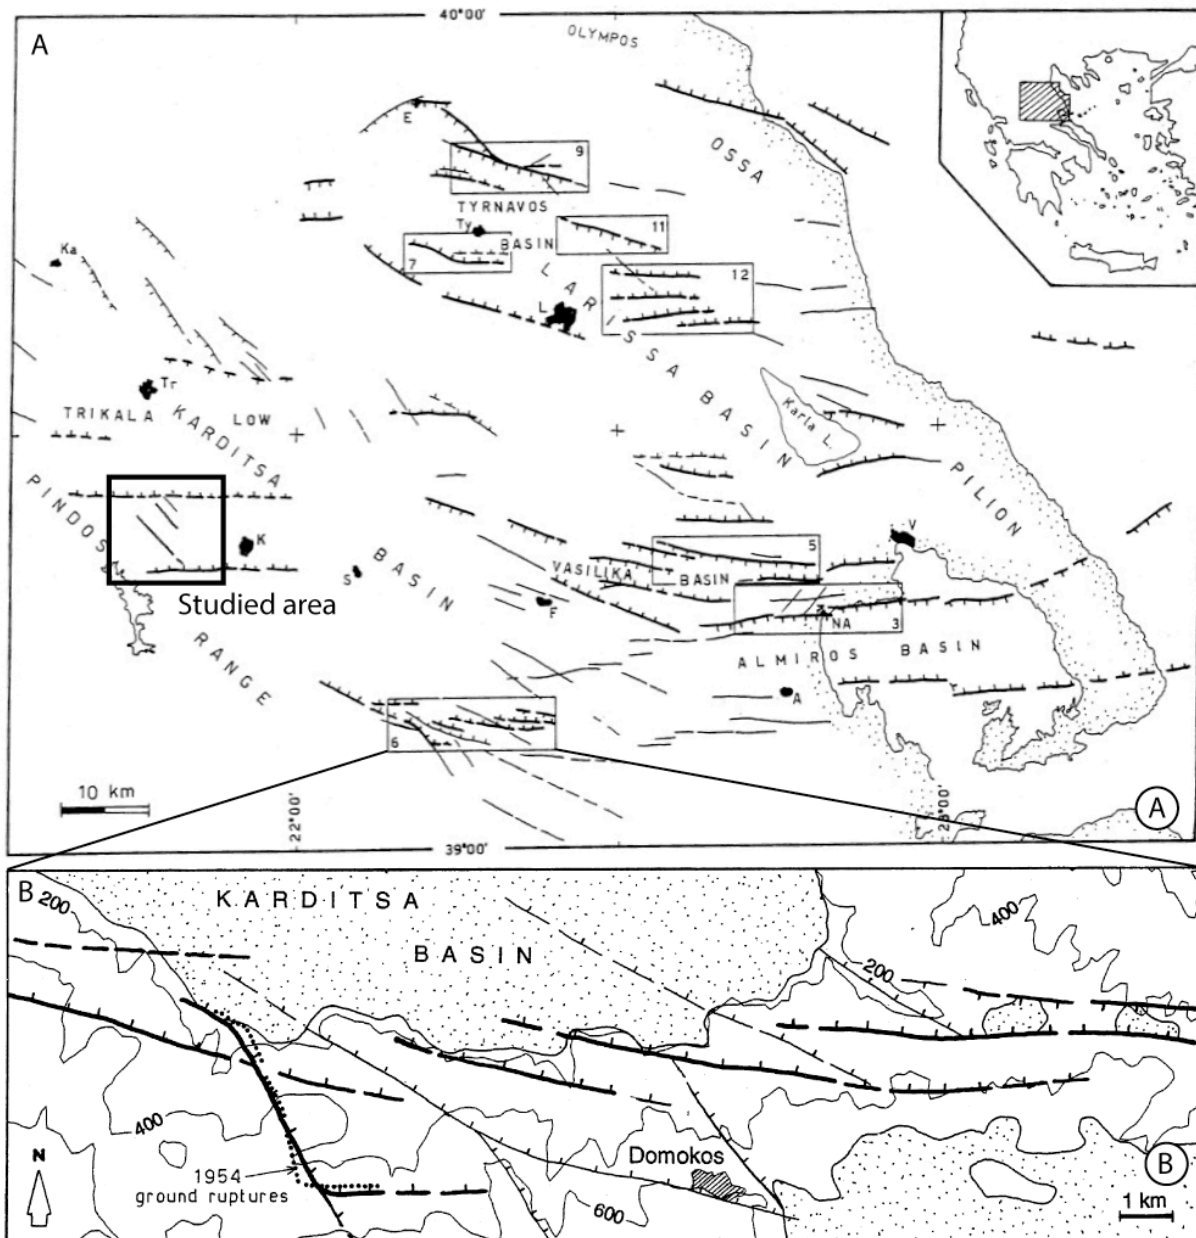 A
40°00'
OLYMPOS
E
9
OSSA
TYRNAVOS
Ty
BASIN
11
7
12
Ka
L
LARISSA BASIN
Tr
TRIKALA
KARDITSA
LOW
Karla L.
PINDOS
RANGE
PILION
K
Studied area
S
BASIN
VASILIKA
BASIN
5
V
F
NA
3
ALMIROS BASIN
A
6
10 km
22°00'
23°00'
39°00'
A
B
200
KARDITSA
BASIN
400
200
400
1954
ground ruptures
N
Domokos
600
B
1 km